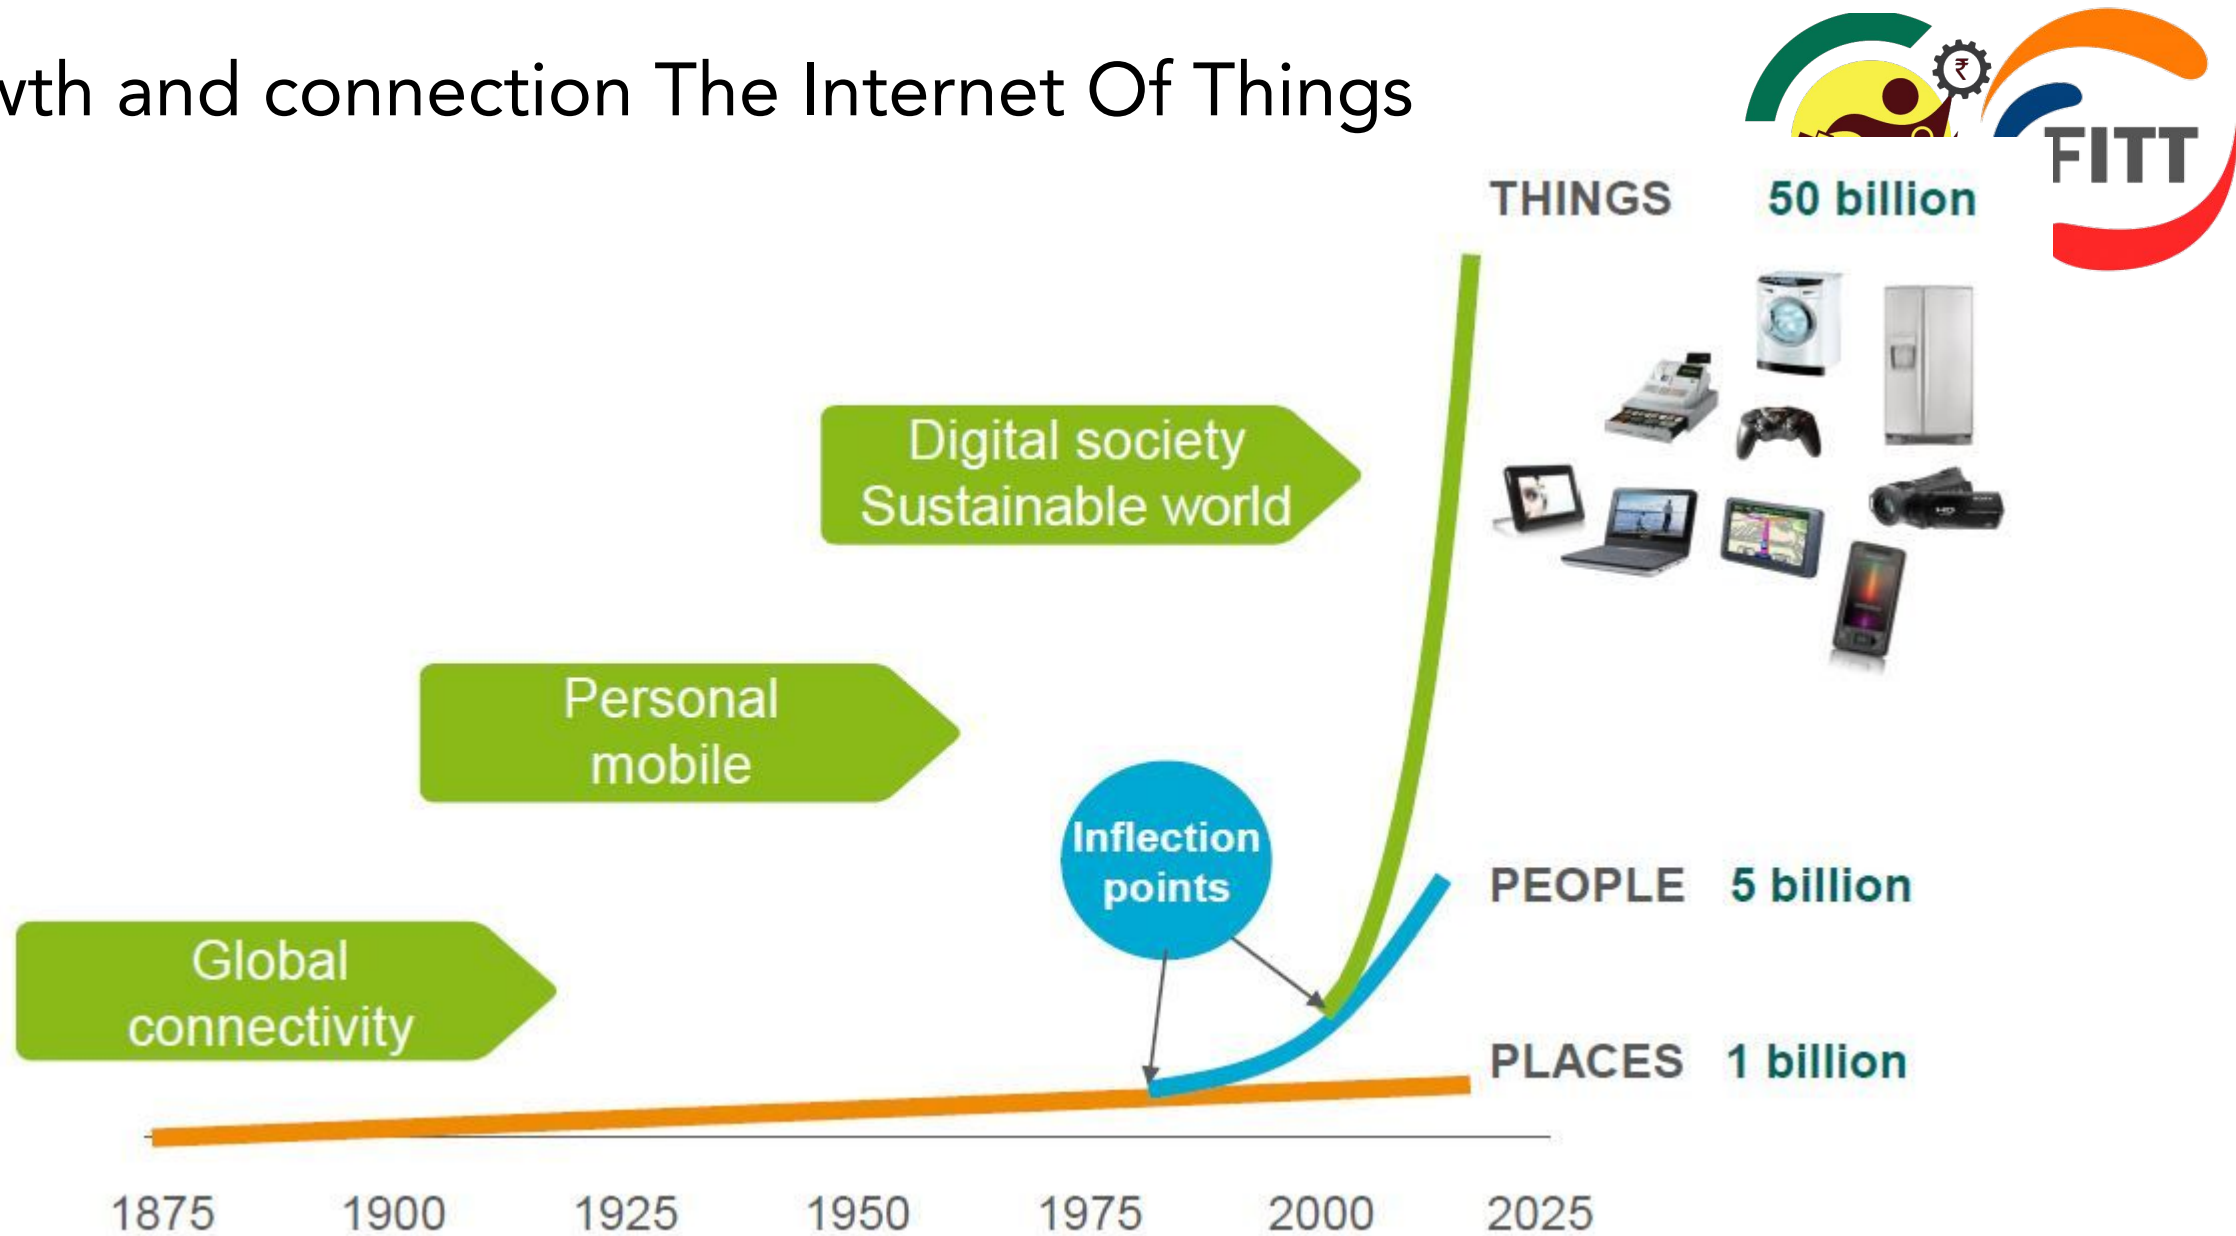 wth and connection The Internet Of Things
₹
FITT
THINGS 50 billion
Digital society
Sustainable world
Personal
mobile
Inflection
points
PEOPLE 5 billion
Global
connectivity
PLACES 1 billion
1875 1900 1925 1950 1975 2000 2025